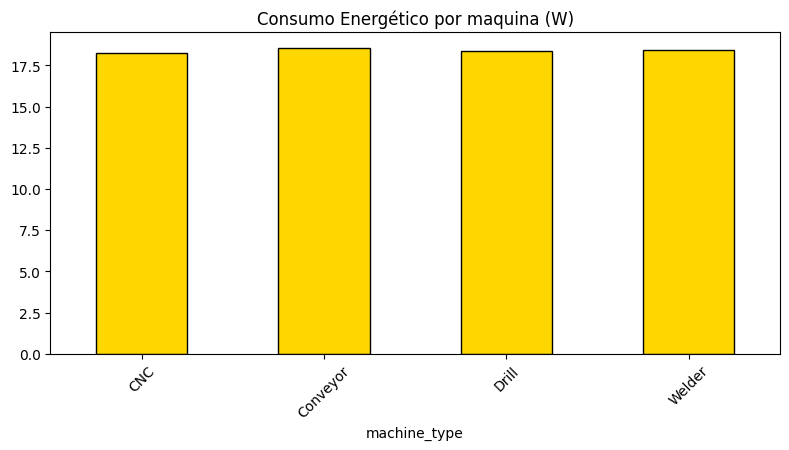 Consumo Energético por maquina (W)
17.5
15.0
12.5
10.0
7.5
5.0
2.5
0.0
CNC
Conveyor
Drill
Welder
machine_type